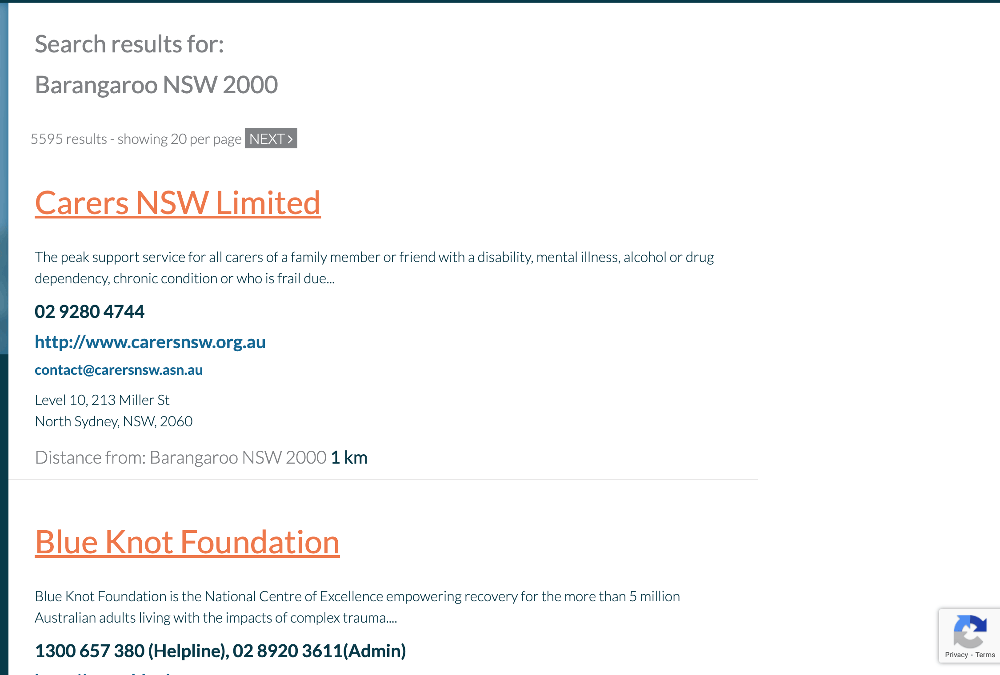 Search results for:
Barangaroo NSW 2000
5595 results - showing 20 per page NEXT >
Carers NSW Limited
The peak support service for all carers of a family member or friend with a disability, mental illness, alcohol or drug
dependency, chronic condition or who is frail due...
02 9280 4744
http://www.carersnsw.org.au
contact@carersnsw.asn.au
Level 10, 213 Miller St
North Sydney, NSW, 2060
Distance from: Barangaroo NSW 2000 1 km
Blue Knot Foundation
Blue Knot Foundation is the National Centre of Excellence empowering recovery for the more than 5 million
Australian adults living with the impacts of complex trauma....
1300 657 380 (Helpline), 02 8920 3611(Admin)
Privacy - Terms